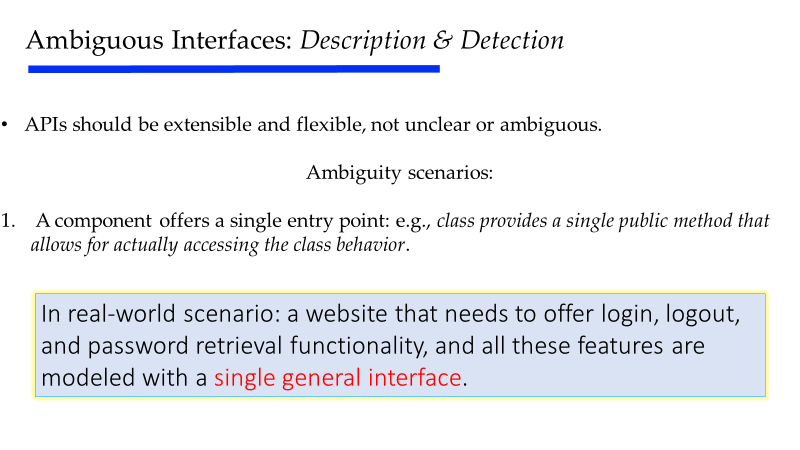 Ambiguous Interfaces: Description & Detection
• APIs should be extensible and flexible, not unclear or ambiguous.
Ambiguity scenarios:
1. A component offers a single entry point: e.g., class provides a single public method that
allows for actually accessing the class behavior.
In real-world scenario: a website that needs to offer login, logout,
and password retrieval functionality, and all these features are
modeled with a single general interface.